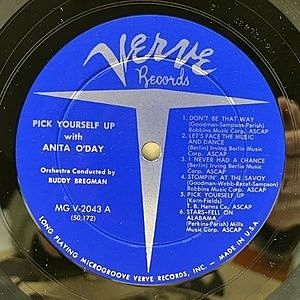 Verve
Records
PICK YOURSELF UP
with
ANITA O'DAY
Orchestra Conducted by
BUDDY BREGMAN
MG V-2043 A
(50,172)
1. DON'T BE THAT WAY
(Goodman-Sampson-Parish)
Robbins Music Corp. ASCAP
2. LET'S FACE THE MUSIC
AND DANCE
(Berlin) Irving Berlin Music
Corp. ASCAP
3. I NEVER HAD A CHANCE
(Berlin) Irving Berlin Music
Corp. ASCAP
4. STOMPIN' AT THE SAVOY
(Goodman-Webb-Razaf-Sampson)
Robbins Music Corp. ASCAP
5. PICK YOURSELF UP
(Kern-Fields)
T. B. Harms Co., ASCAP
6. STARS FELL ON
ALABAMA
(Perkins-Parish) Mills
Music Corp. ASCAP
LONG PLAYING MICROGROOVE VERVE RECORDS, INC. MADE IN U.S.A.